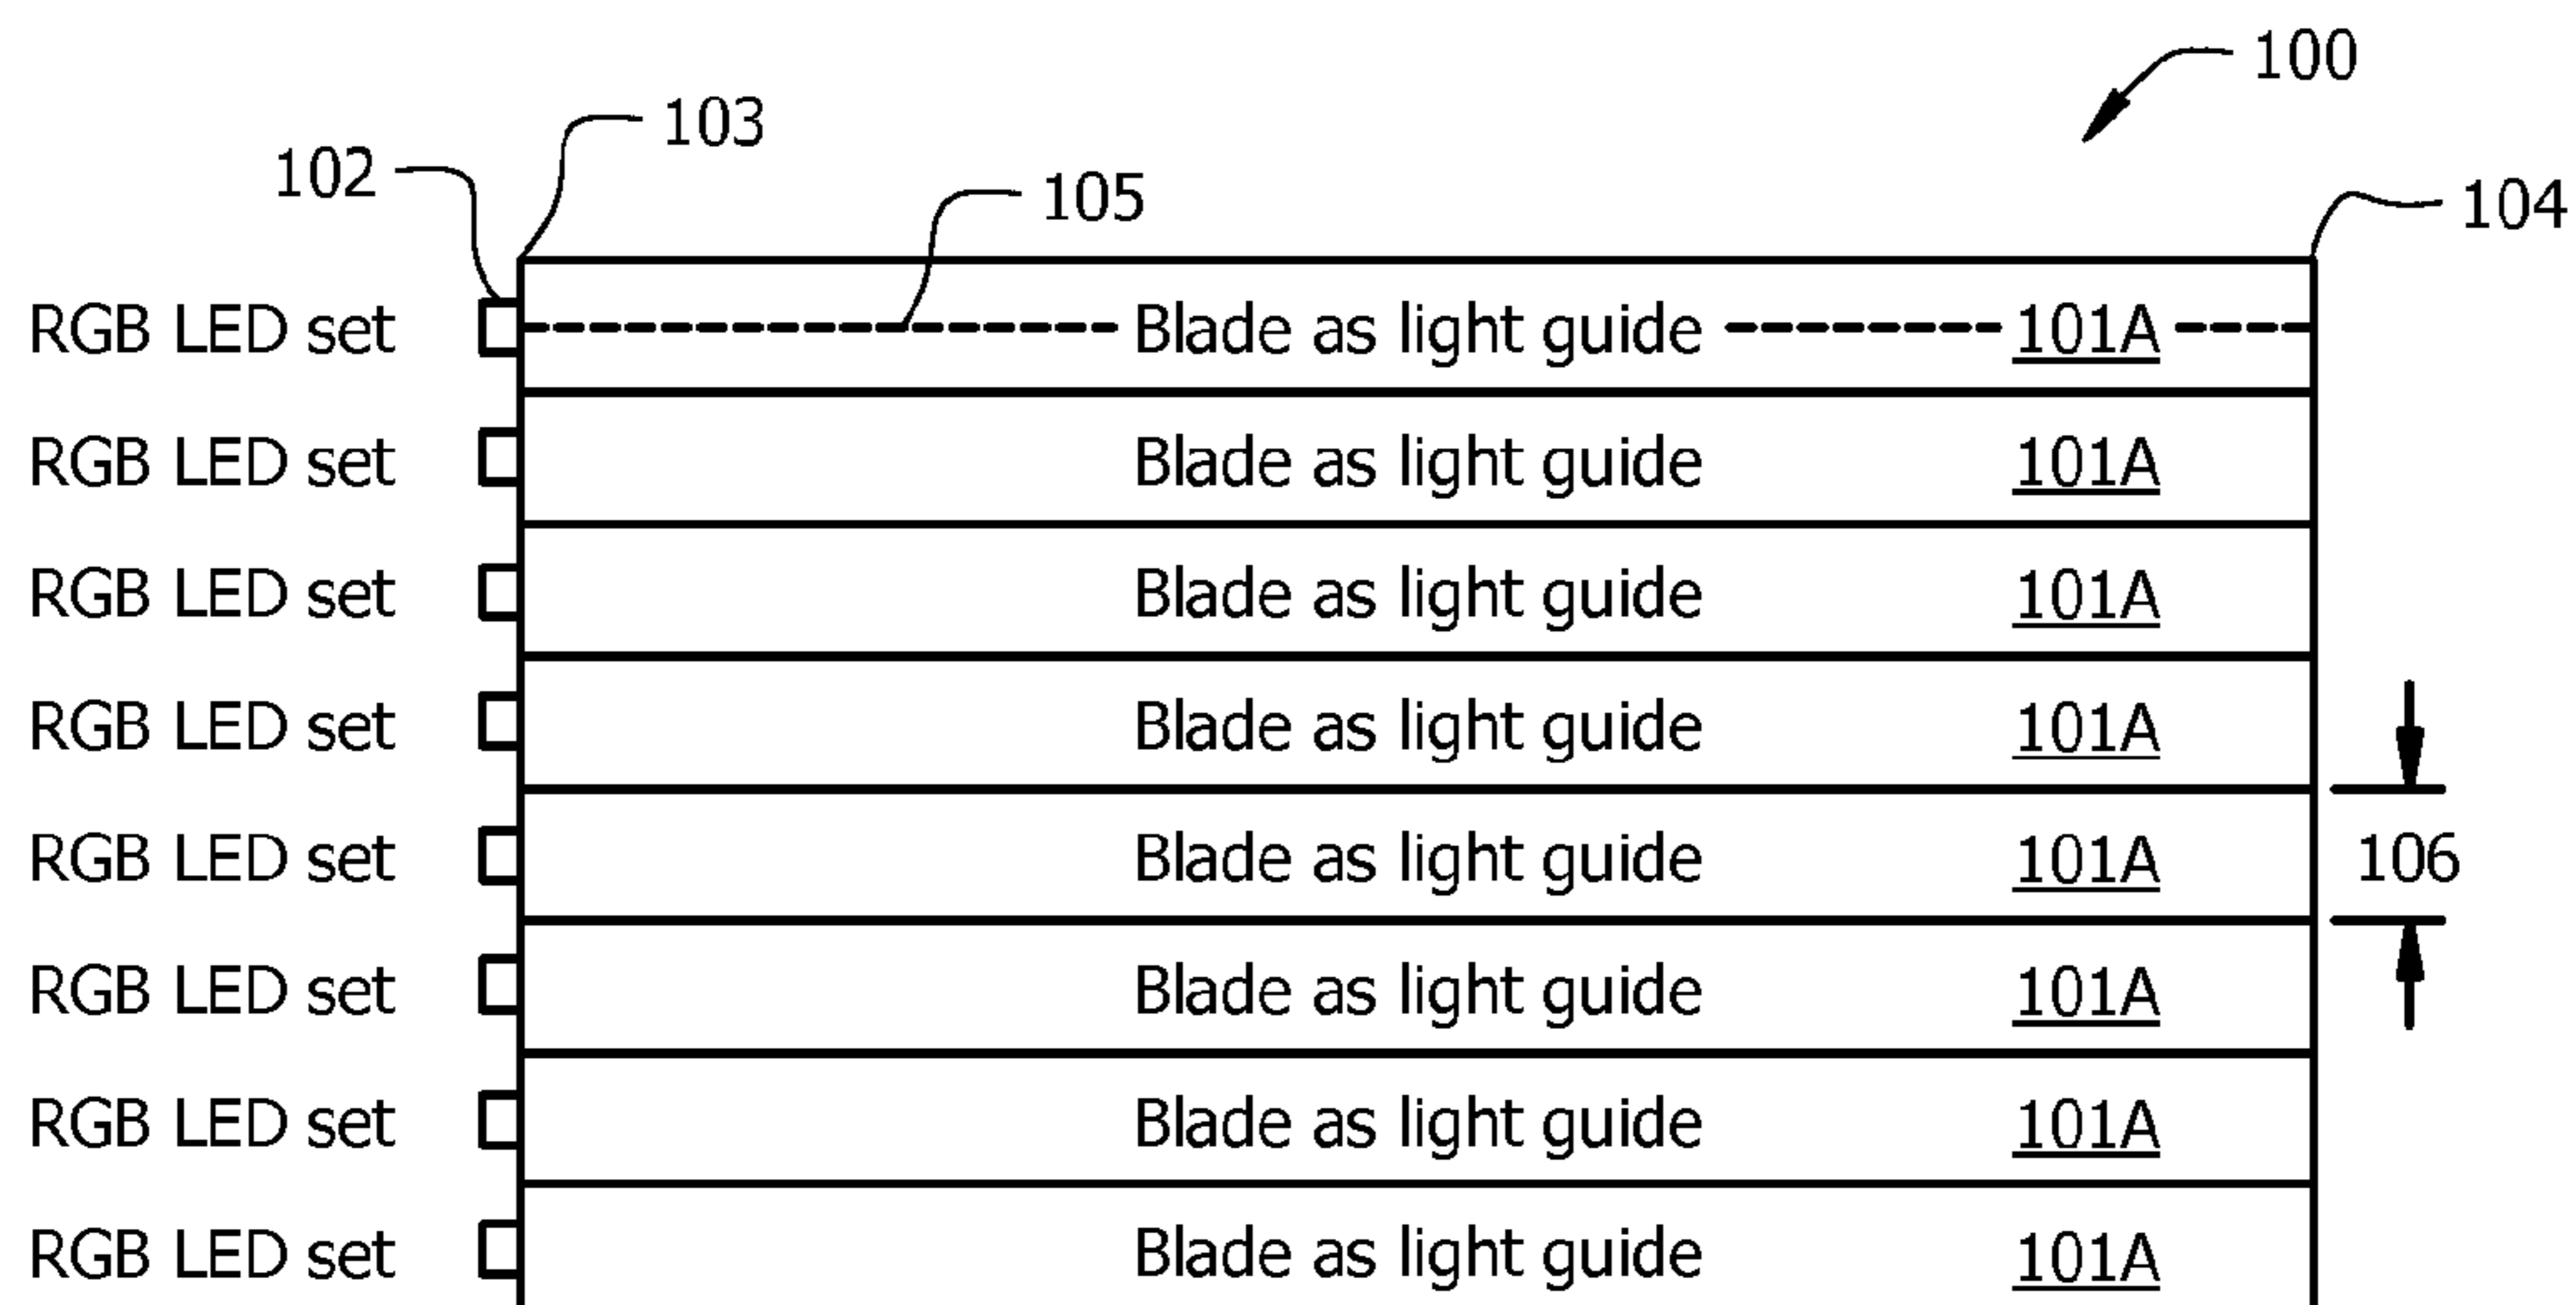 100
103
102
105
104
RGB LED set Blade as light guide 101A
RGB LED set Blade as light guide 101A
RGB LED set Blade as light guide 101A
RGB LED set Blade as light guide 101A
RGB LED set Blade as light guide 101A 106
RGB LED set Blade as light guide 101A
RGB LED set Blade as light guide 101A
RGB LED set Blade as light guide 101A